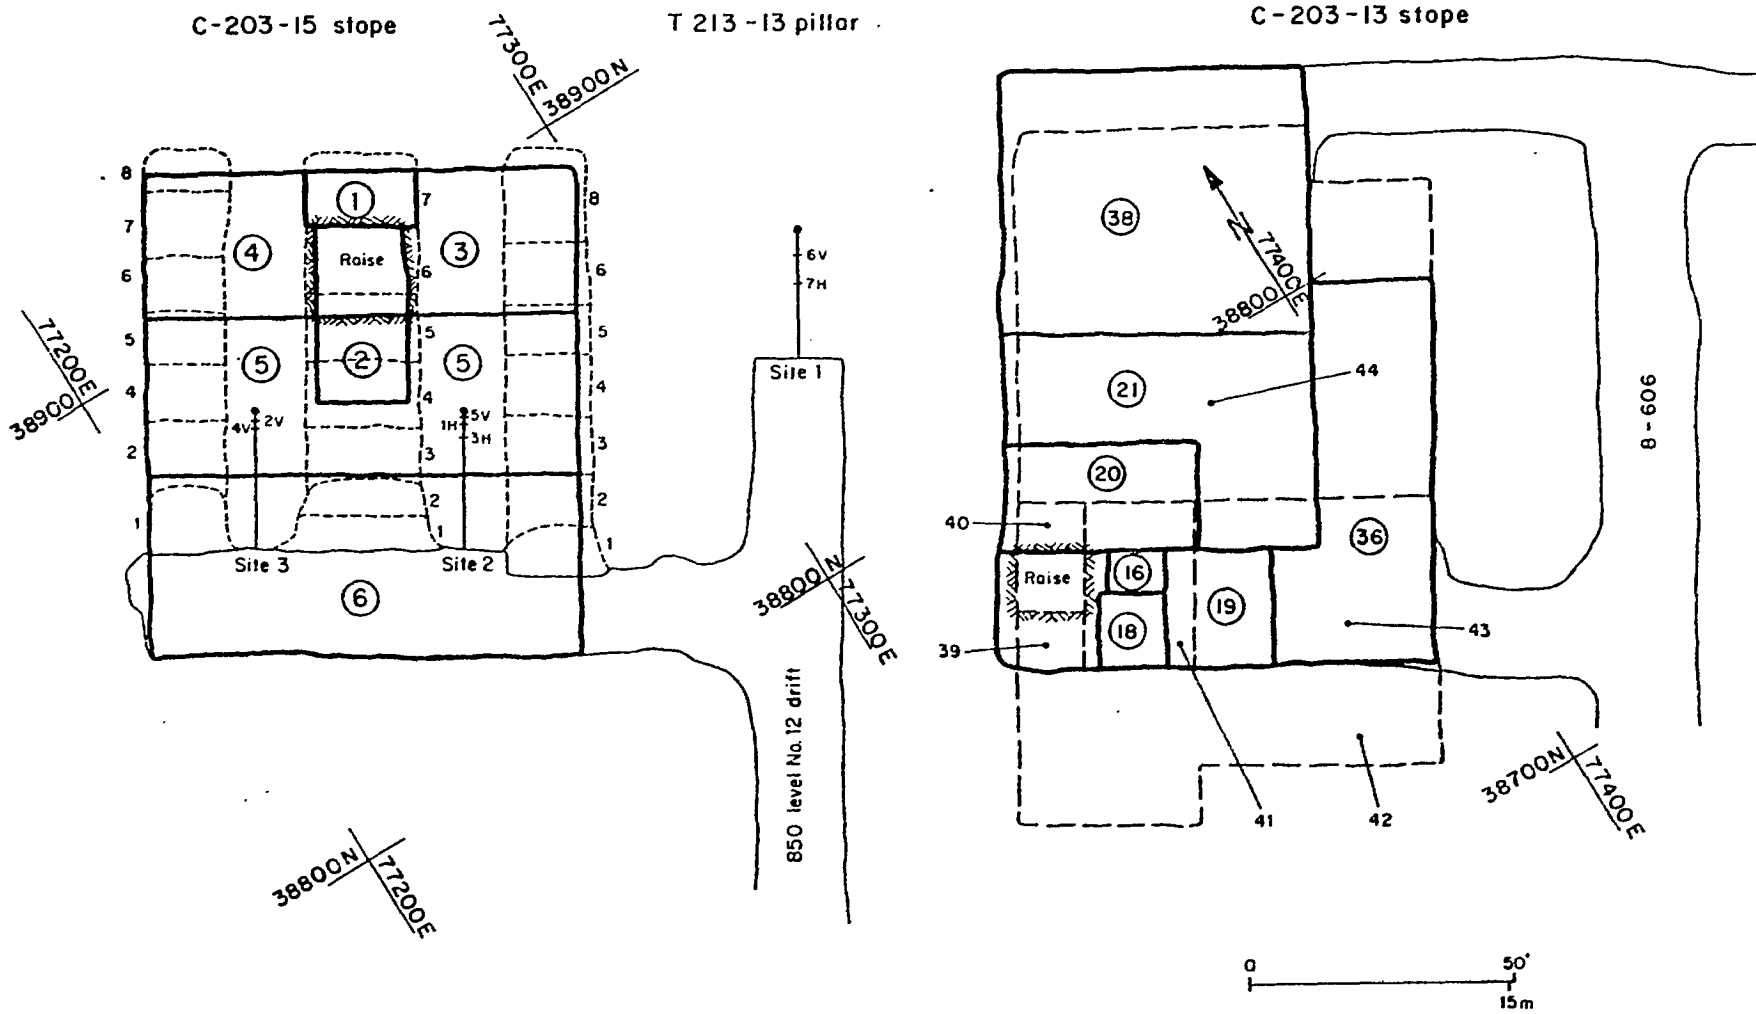 C-203-15 stope
T 213-13 pillar
C-203-13 stope
77300E
38900N
8
7
6
5
4
2
1
1
4
3
Raise
7
6
5
4
3
2
1
8
6
5
4
3
2
1
5
2
5
4V
2V
5V
1H
3H
Site 3
Site 2
6
77200E
38900
6V
7H
Site 1
38800N
77300E
850 level No.12 drift
38800N
77200E
38
N
77400E
38800
21
44
20
40
Raise
16
36
18
19
39
43
41
42
B-606
38700N
77400E
0
50'
15m